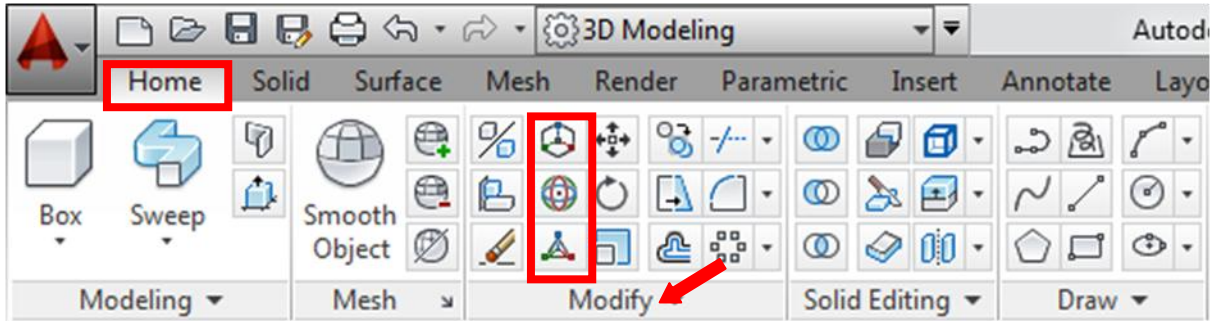 3D Modeling Autod
Home Solid Surface Mesh Render Parametric Insert Annotate Layo
Box Sweep Smooth
Object
Modeling Mesh Modify Solid Editing Draw